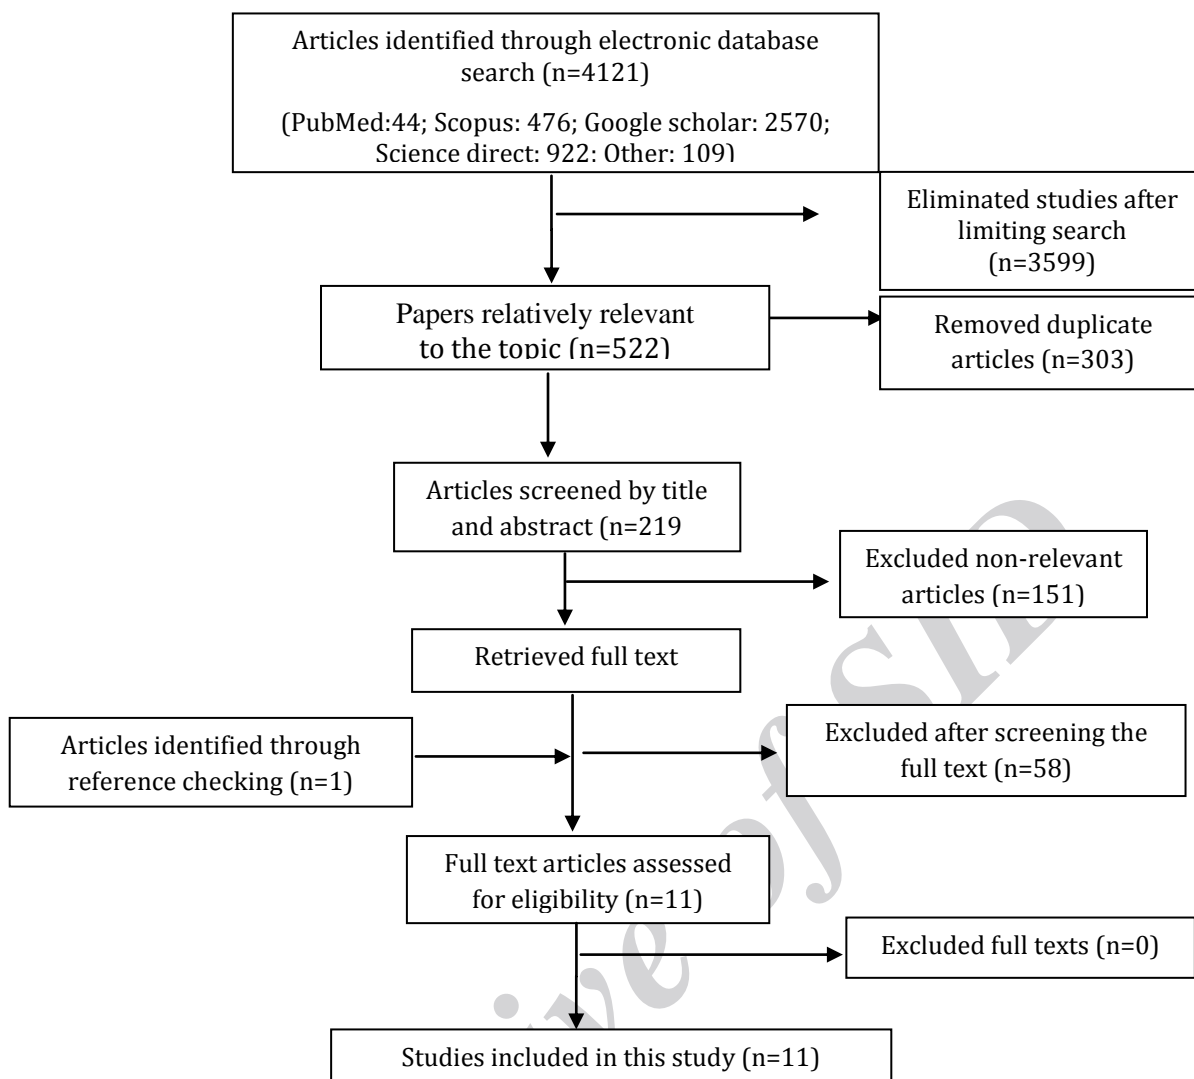 Articles identified through electronic database
search (n=4121)
(PubMed:44; Scopus: 476; Google scholar: 2570;
Science direct: 922: Other: 109)
Eliminated studies after
limiting search
(n=3599)
Papers relatively relevant
to the topic (n=522)
Removed duplicate
articles (n=303)
Articles screened by title
and abstract (n=219
Excluded non-relevant
articles (n=151)
Retrieved full text
Articles identified through
reference checking (n=1)
Excluded after screening the
full text (n=58)
Full text articles assessed
for eligibility (n=11)
Excluded full texts (n=0)
Studies included in this study (n=11)
of SID